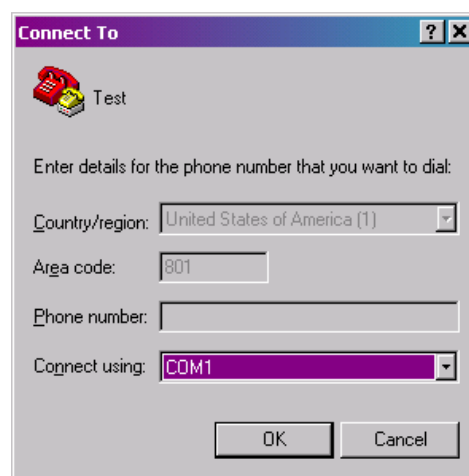 Connect To
Test
Enter details for the phone number that you want to dial:
Country/region: United States of America (1)
Area code: 801
Phone number:
Connect using: COM1
OK Cancel